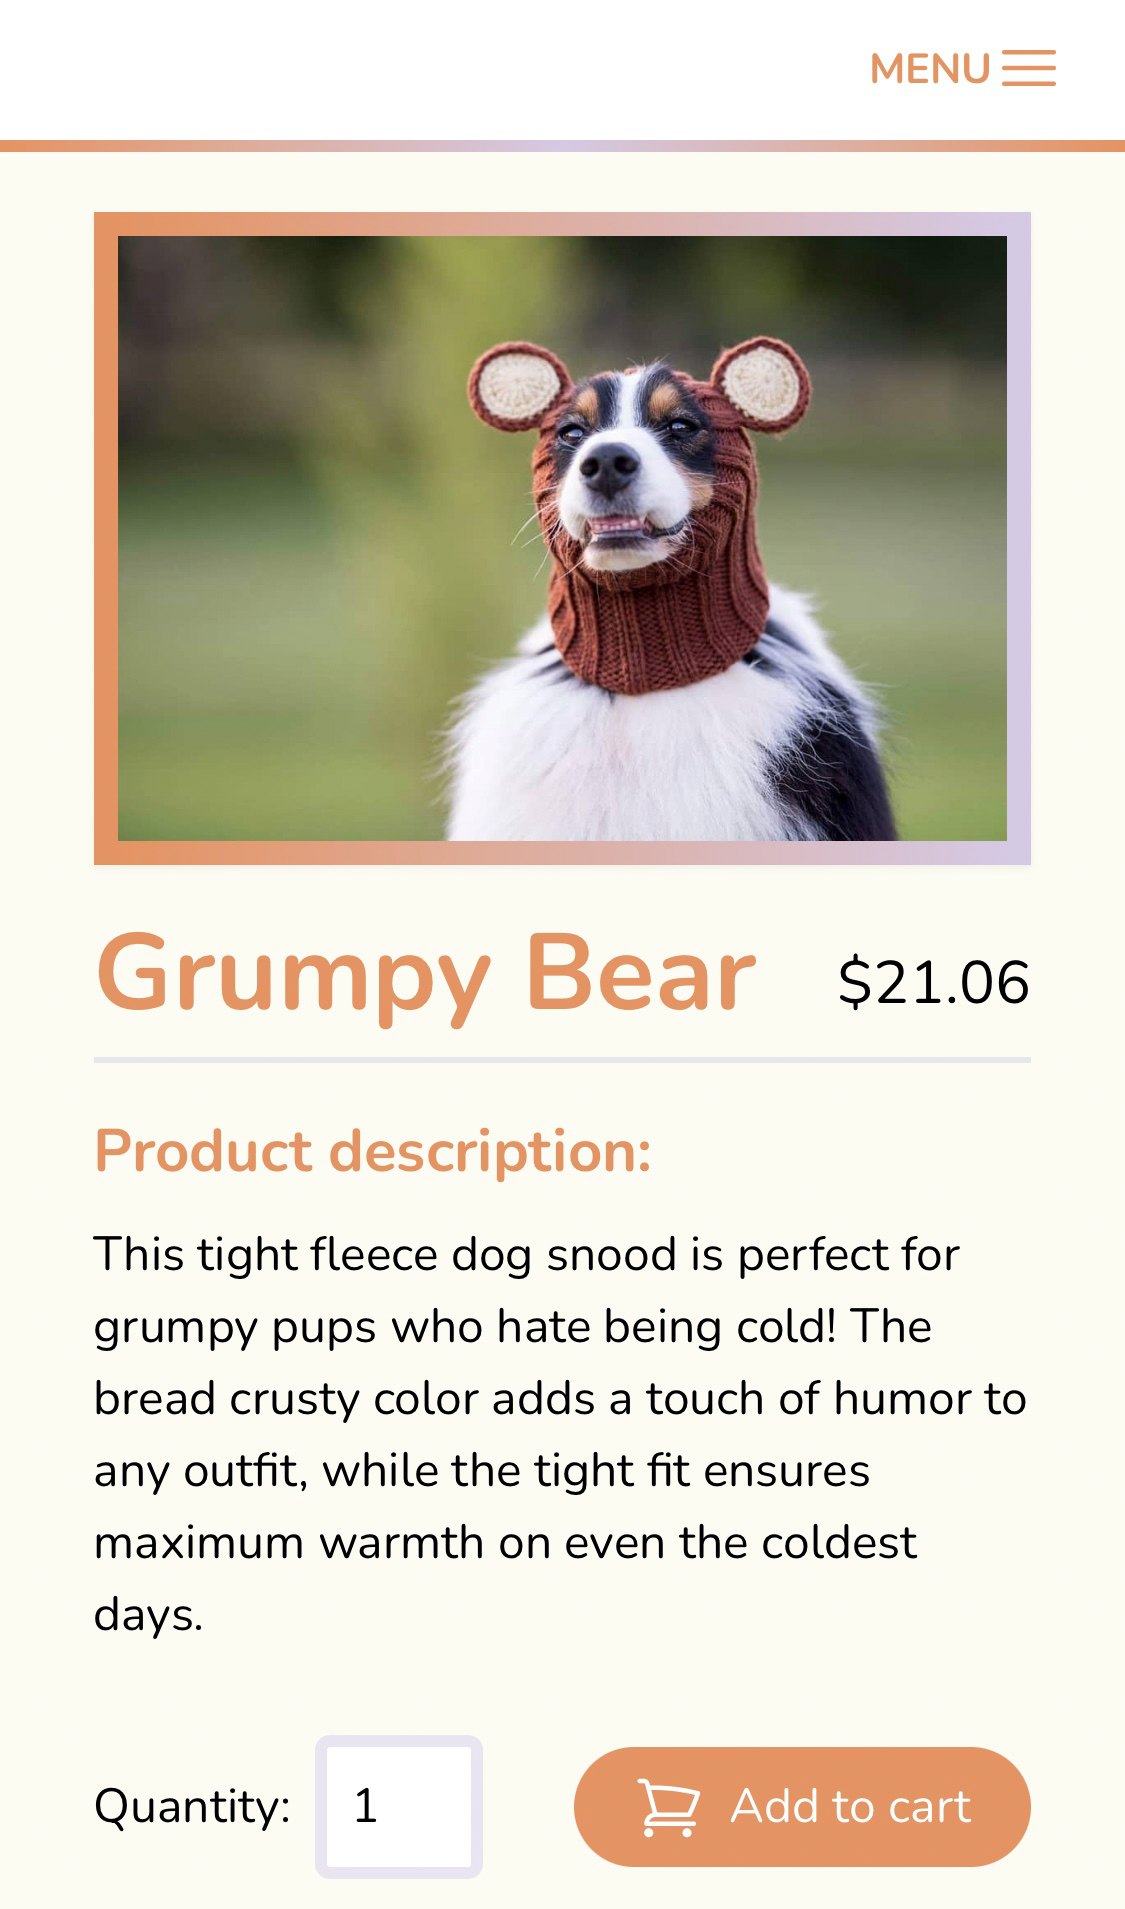 MENU
Grumpy Bear
$21.06
Product description:
This tight fleece dog snood is perfect for
grumpy pups who hate being cold! The
bread crusty color adds a touch of humor to
any outfit, while the tight fit ensures
maximum warmth on even the coldest
days.
Quantity:
1
Add to cart